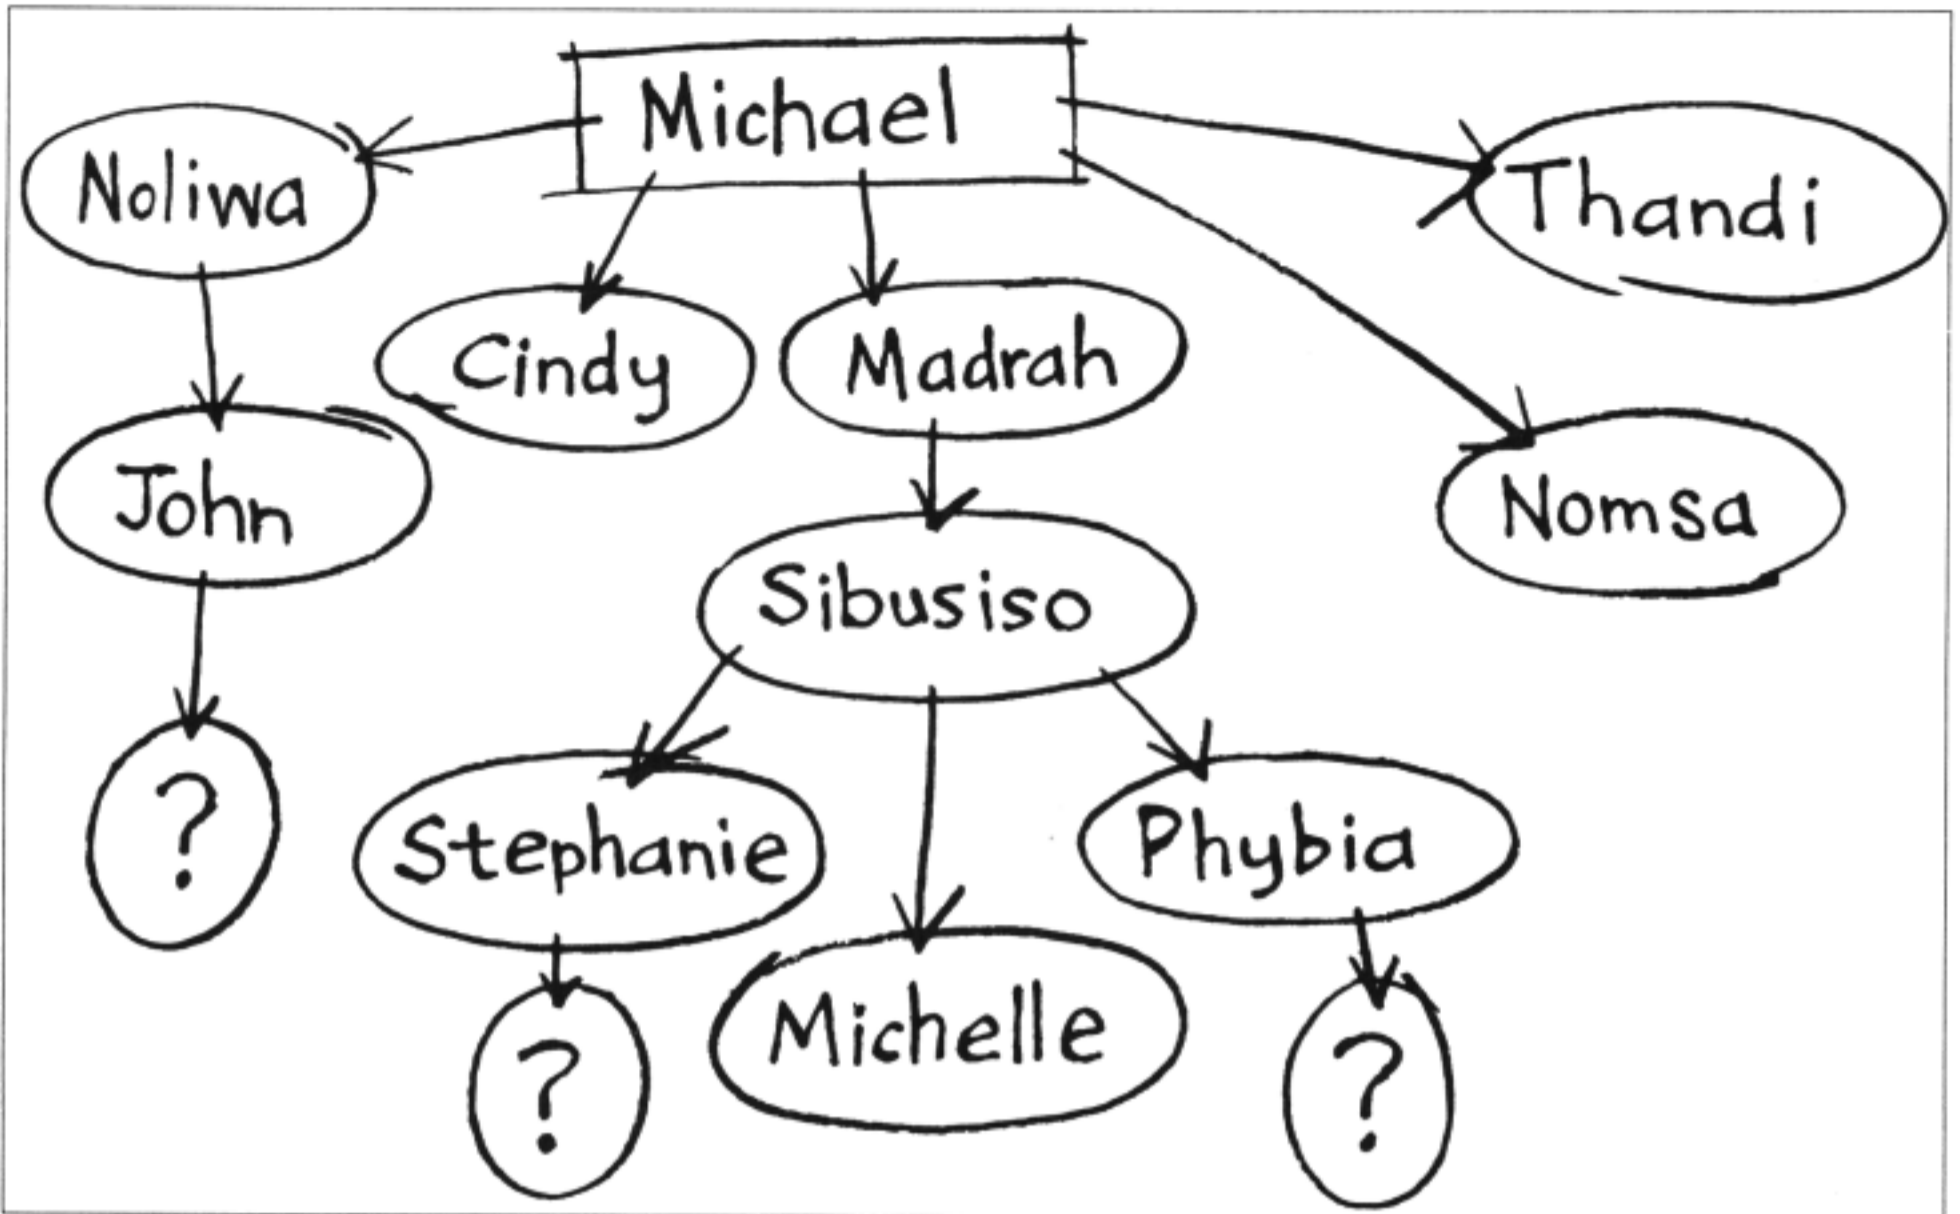 Michael
Noliwa
Thandi
Cindy
Madrah
John
Nomsa
Sibusiso
?
Stephanie
Phybia
Michelle
?
?